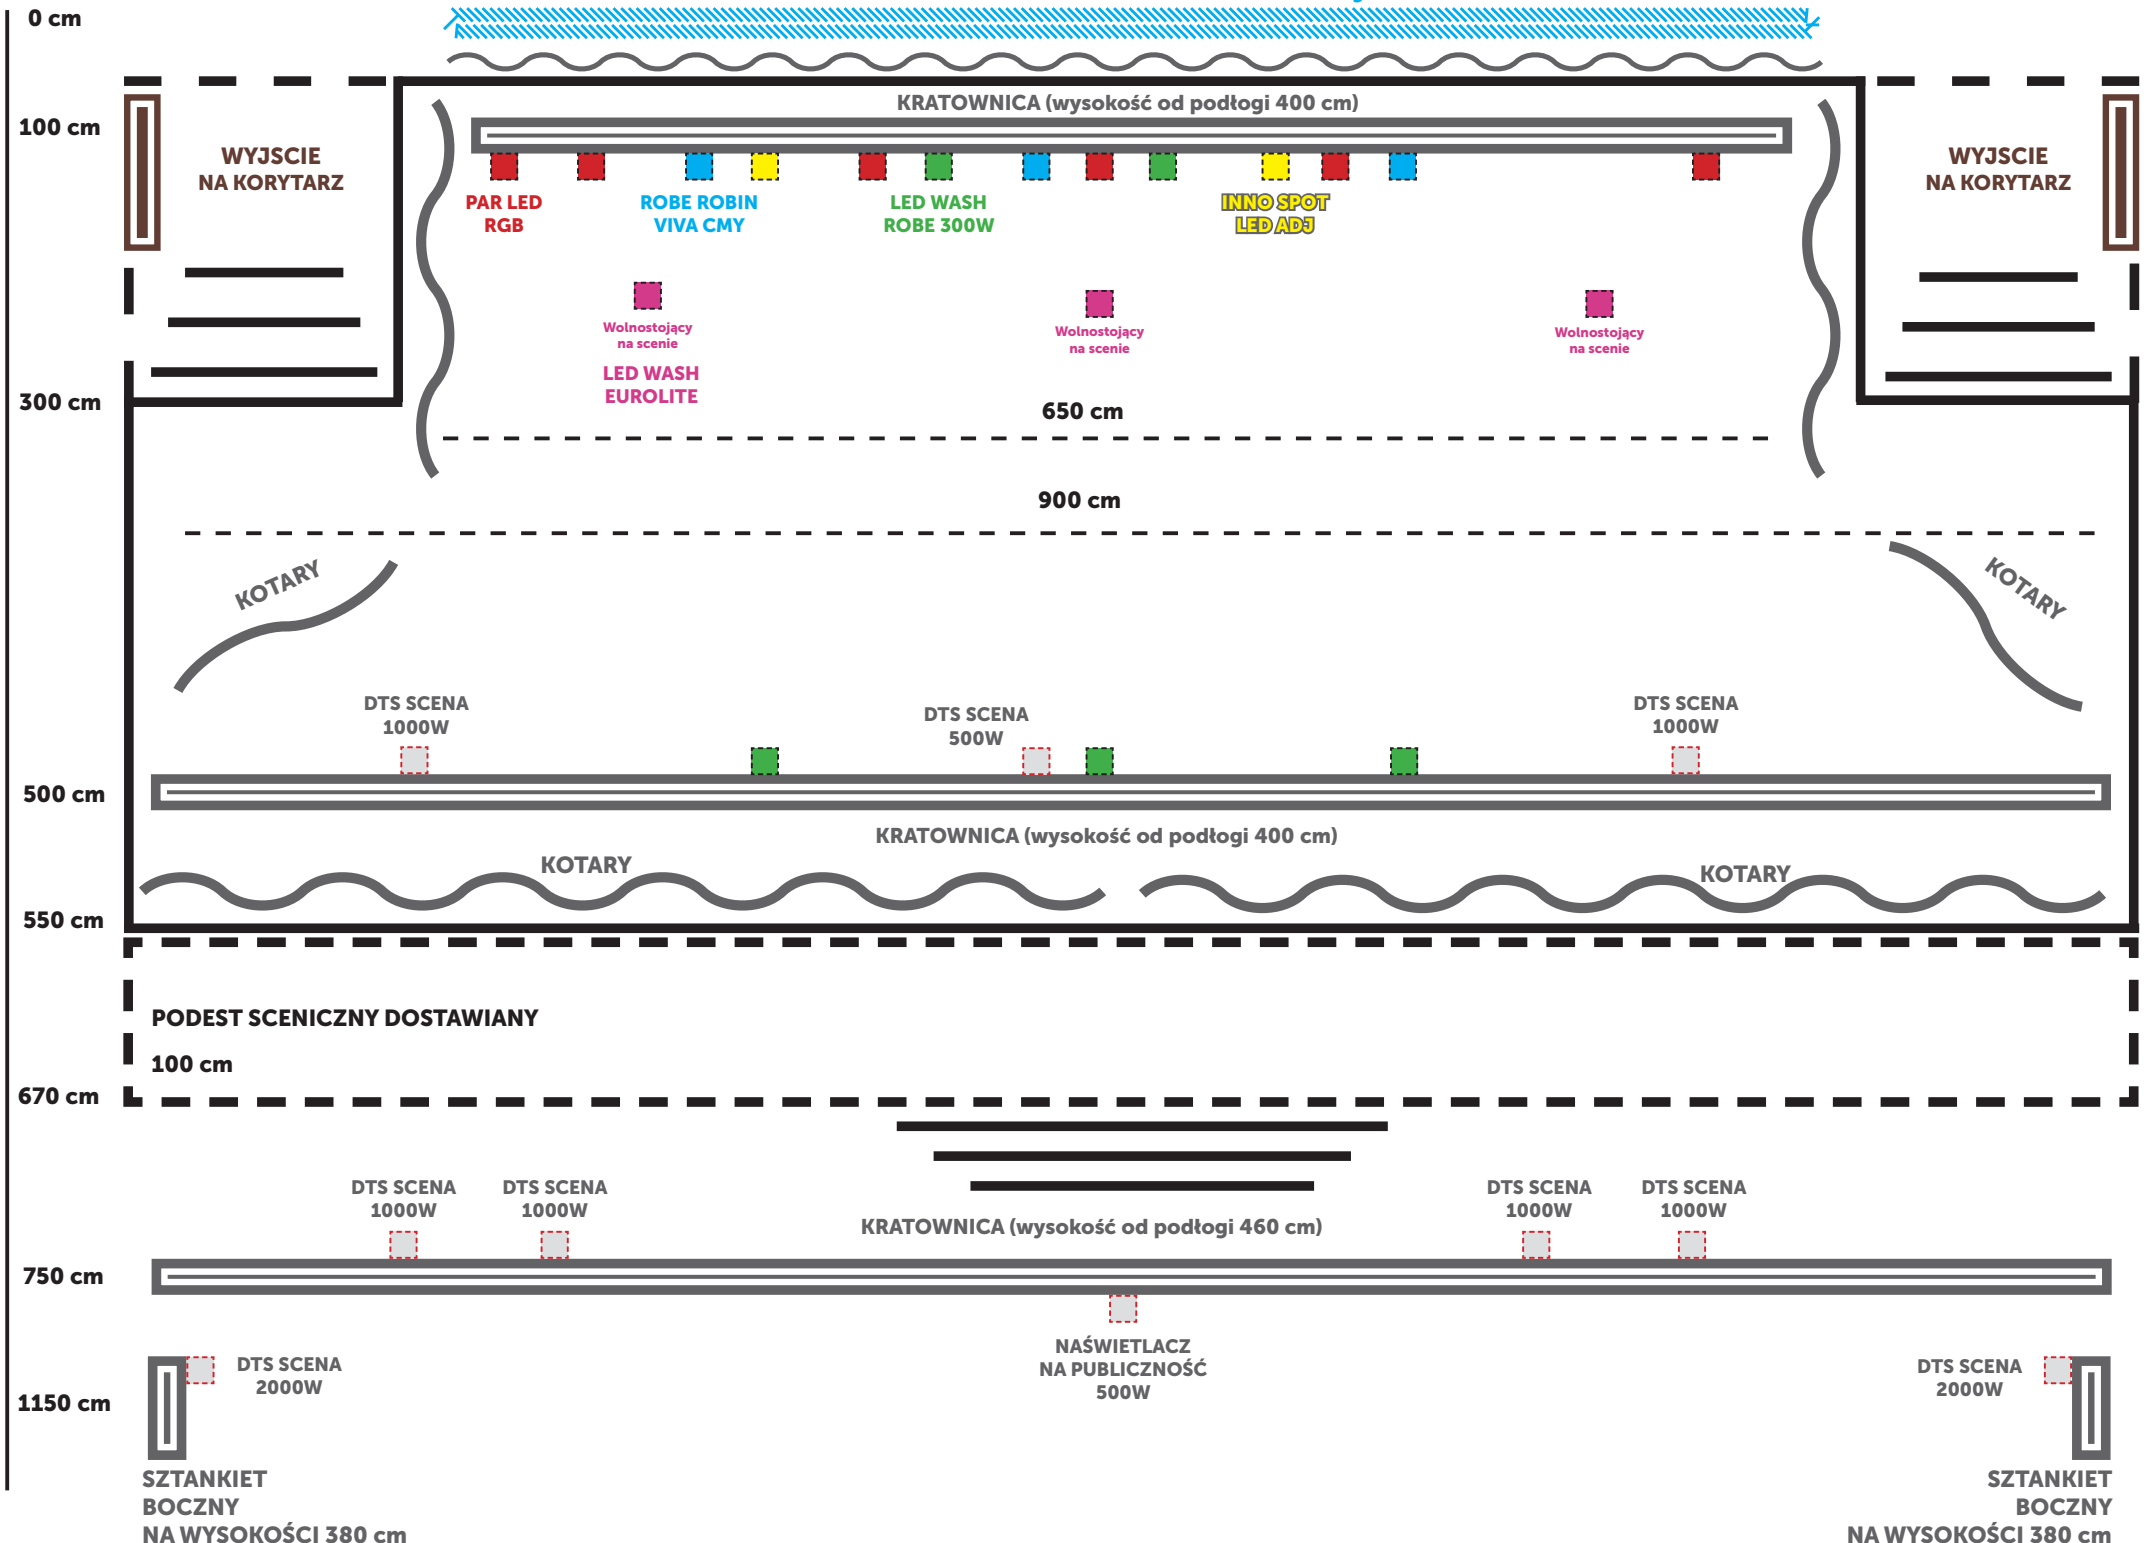 0 cm
KRATOWNICA (wysokość od podłogi 400 cm)
100 cm
WYJSCIE
NA KORYTARZ
WYJSCIE
NA KORYTARZ
PAR LED
RGB
ROBE ROBIN
VIVA CMY
LED WASH
ROBE 300W
INNO SPOT
LED ADJ
Wolnostojący
na scenie
Wolnostojący
na scenie
Wolnostojący
na scenie
LED WASH
EUROLITE
300 cm
650 cm
900 cm
KOTARY
KOTARY
DTS SCENA
1000W
DTS SCENA
500W
DTS SCENA
1000W
500 cm
KRATOWNICA (wysokość od podłogi 400 cm)
KOTARY
KOTARY
550 cm
PODEST SCENICZNY DOSTAWIANY
100 cm
670 cm
DTS SCENA
1000W
DTS SCENA
1000W
DTS SCENA
1000W
DTS SCENA
1000W
KRATOWNICA (wysokość od podłogi 460 cm)
750 cm
NAŚWIETLACZ
NA PUBLICZNOŚĆ
500W
DTS SCENA
2000W
DTS SCENA
2000W
1150 cm
SZTANKIET
BOCZNY
NA WYSOKOŚCI 380 cm
SZTANKIET
BOCZNY
NA WYSOKOŚCI 380 cm